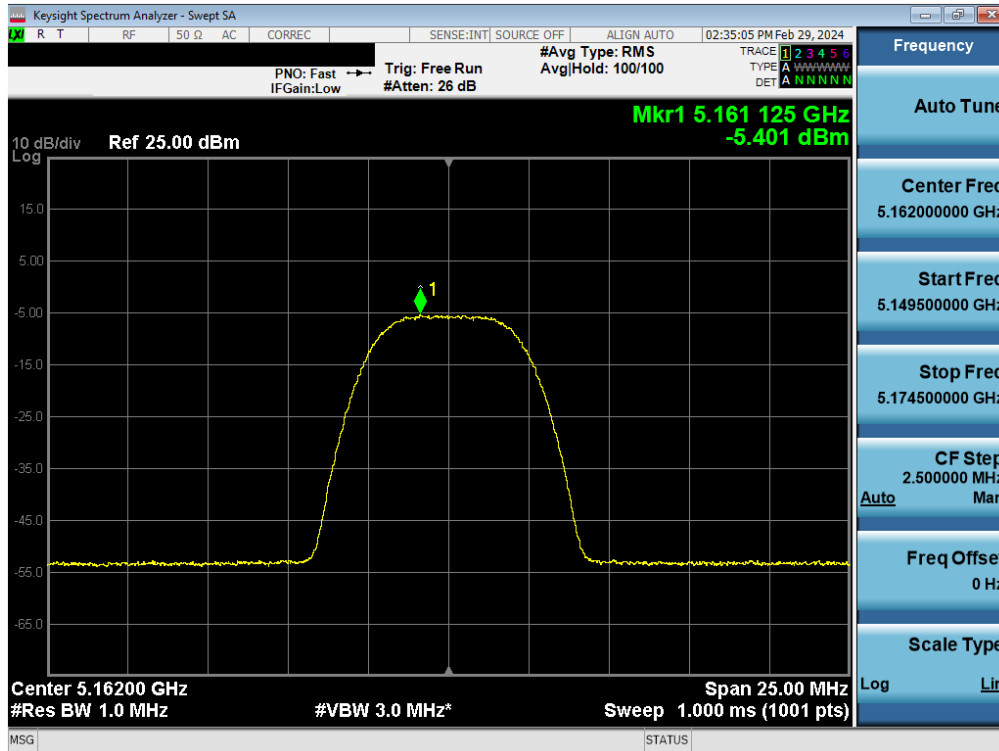 Keysight Spectrum Analyzer - Swept SA
LXI R T RF 50 Ω AC CORREC SENSE:INT SOURCE OFF ALIGN AUTO 02:35:05 PM Feb 29, 2024
PNO: Fast
IFGain:Low
Trig: Free Run
#Atten: 26 dB
#Avg Type: RMS
Avg|Hold: 100/100
TRACE 1 2 3 4 5 6
TYPE A WWWWW
DET A N N N N N
Mkr1 5.161 125 GHz
-5.401 dBm
10 dB/div Ref 25.00 dBm
Log
1
15.0
5.00
-5.00
-15.0
-25.0
-35.0
-45.0
-55.0
-65.0
Center 5.16200 GHz Span 25.00 MHz
#Res BW 1.0 MHz #VBW 3.0 MHz* Sweep 1.000 ms (1001 pts)
MSG STATUS
Frequency
Auto Tune
Center Freq
5.162000000 GHz
Start Freq
5.149500000 GHz
Stop Freq
5.174500000 GHz
CF Step
2.500000 MHz
Auto Man
Freq Offset
0 Hz
Scale Type
Log Lin